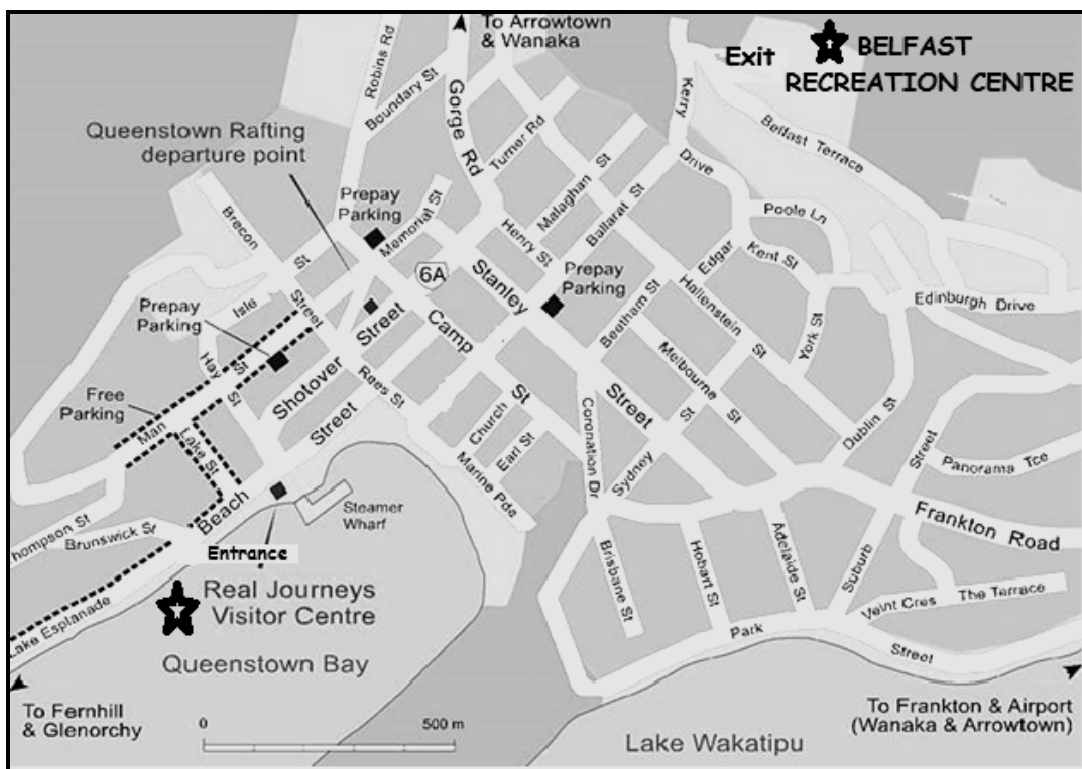 To Arrowtown
& Wanaka
Exit
BELFAST
RECREATION CENTRE
Robins Rd
Boundary St
Gorge Rd
Turner Rd
Kerry
Drive
Belfast Terrace
Queenstown Rafting
departure point
Prepay
Parking
Memorial St
Malaghan St
Ballarat St
Henry St
Poole Ln
Brecon
Street
St
Isle
6A
Stanley
Street
Prepay
Parking
Edgar
Kent St
Hallenstein St
Edinburgh Drive
Prepay
Parking
Hay
St
Camp
St
Beetham St
York St
Melbourne St
Free
Parking
Man
St
Shotover Street
Rees St
Church
Earl St
Coronation Dr
Sydney St
Dublin St
Lake St
Beach Street
Marine Pde
Panorama Tce
Thompson St
Brunswick St
Steamer
Wharf
Frankton Road
Entrance
Brisbane St
Hobart St
Adelaide St
Suburb Street
Real Journeys
Visitor Centre
Lake Esplanade
Veint Cres
The Terrace
Park Street
Queenstown Bay
To Fernhill
& Glenorchy
0
500 m
Lake Wakatipu
To Frankton & Airport
(Wanaka & Arrowtown)